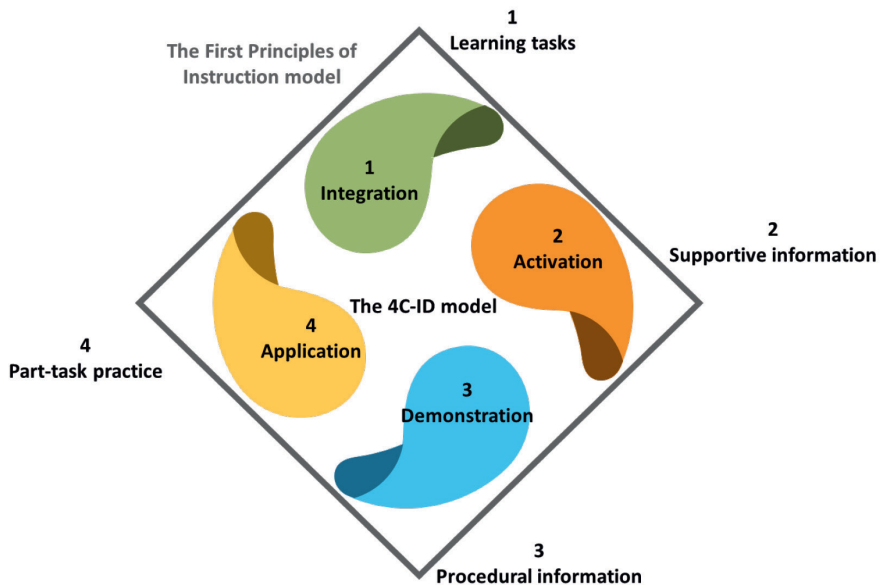 1
Learning tasks
The First Principles of
Instruction model
1
Integration
2
Activation
2
Supportive information
The 4C-ID model
4
Application
4
Part-task practice
3
Demonstration
3
Procedural information